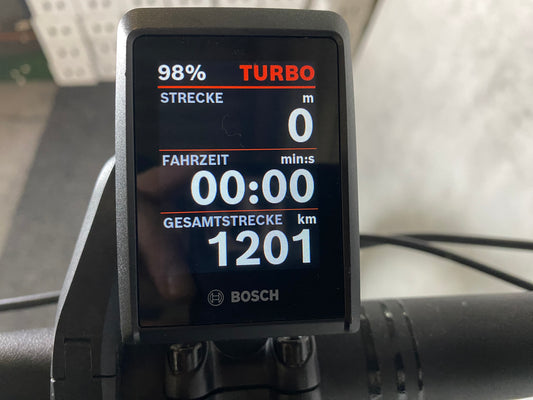 98% TURBO
STRECKE m
0
FAHRZEIT min:s
00:00
GESAMTSTRECKE km
1201
BOSCH